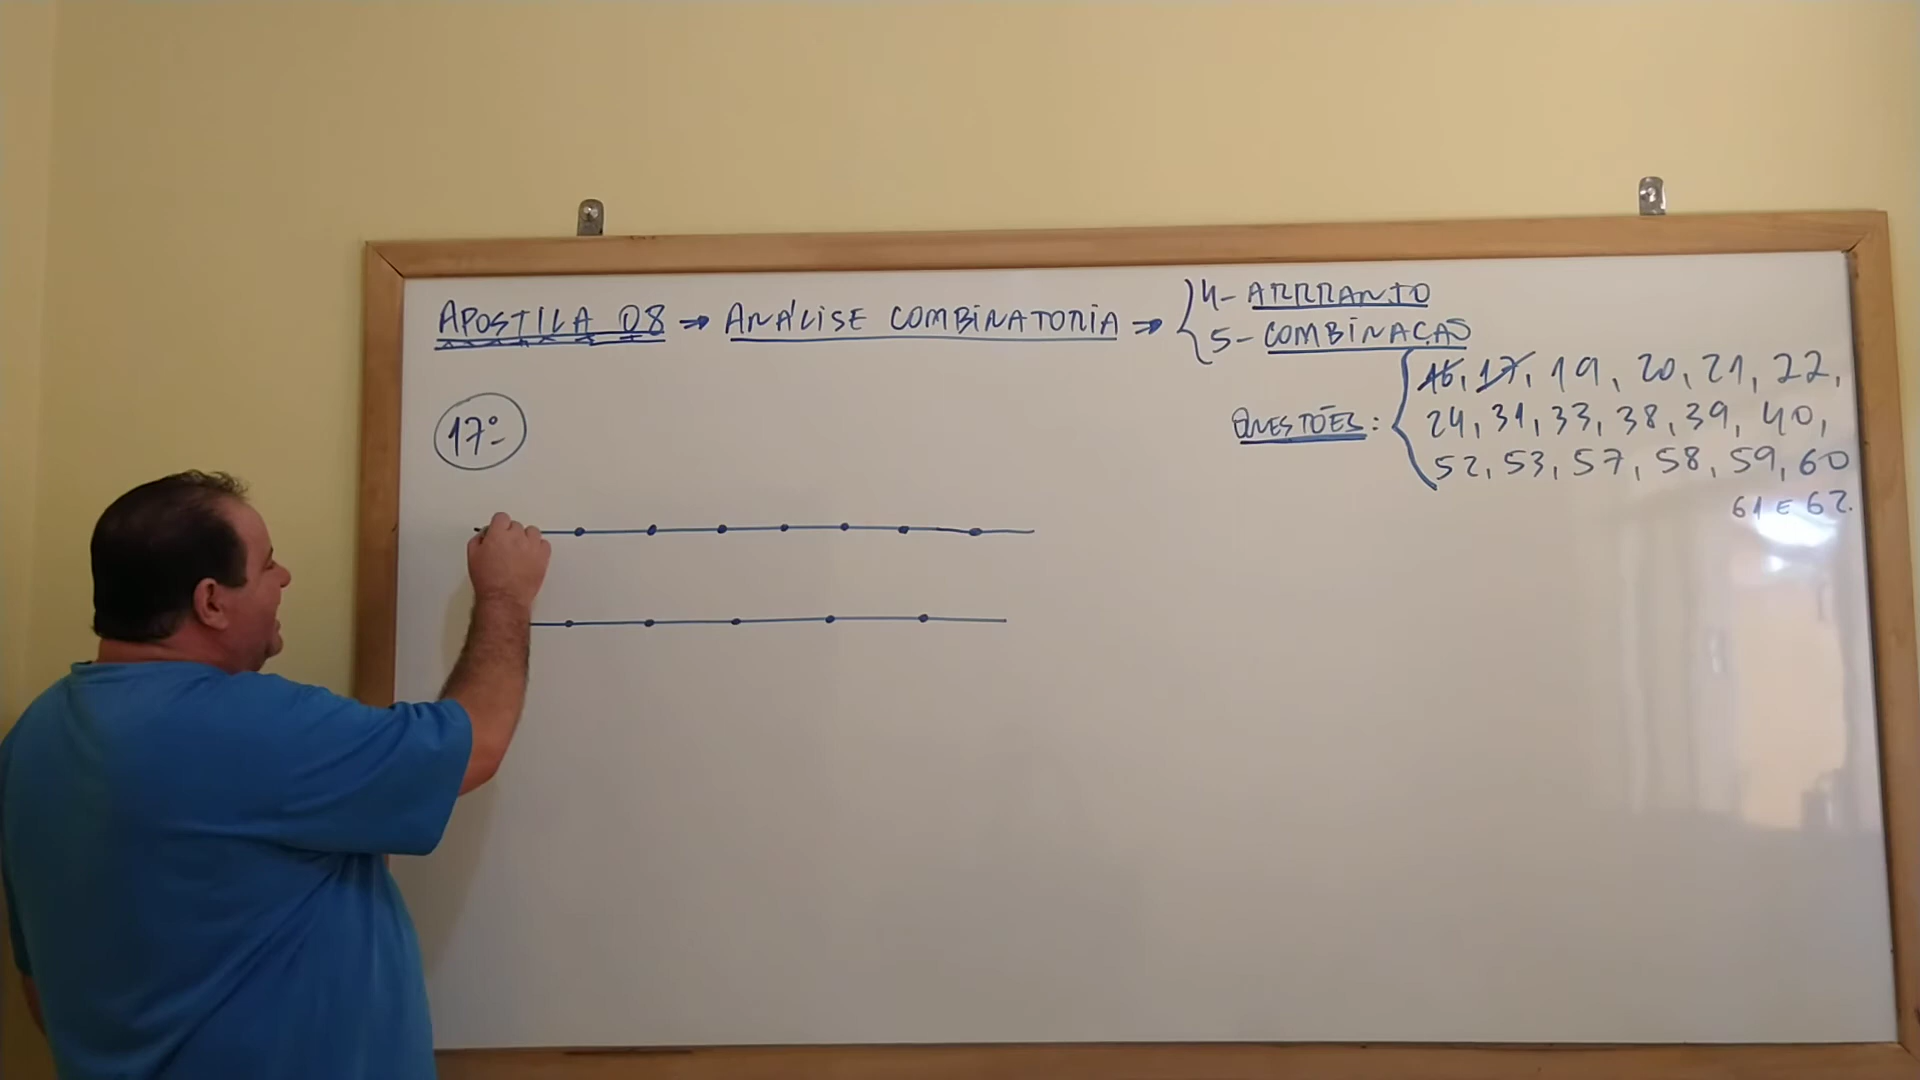 APOSTILA 08 ⇒ ANÁLISE COMBINATORIA ⇒
4- ARRRANJO
5- COMBINAÇÃO
17º
QUESTÕES:
16, 17, 19, 20, 21, 22,
24, 31, 33, 38, 39, 40,
52, 53, 57, 58, 59, 60
61 E 62.